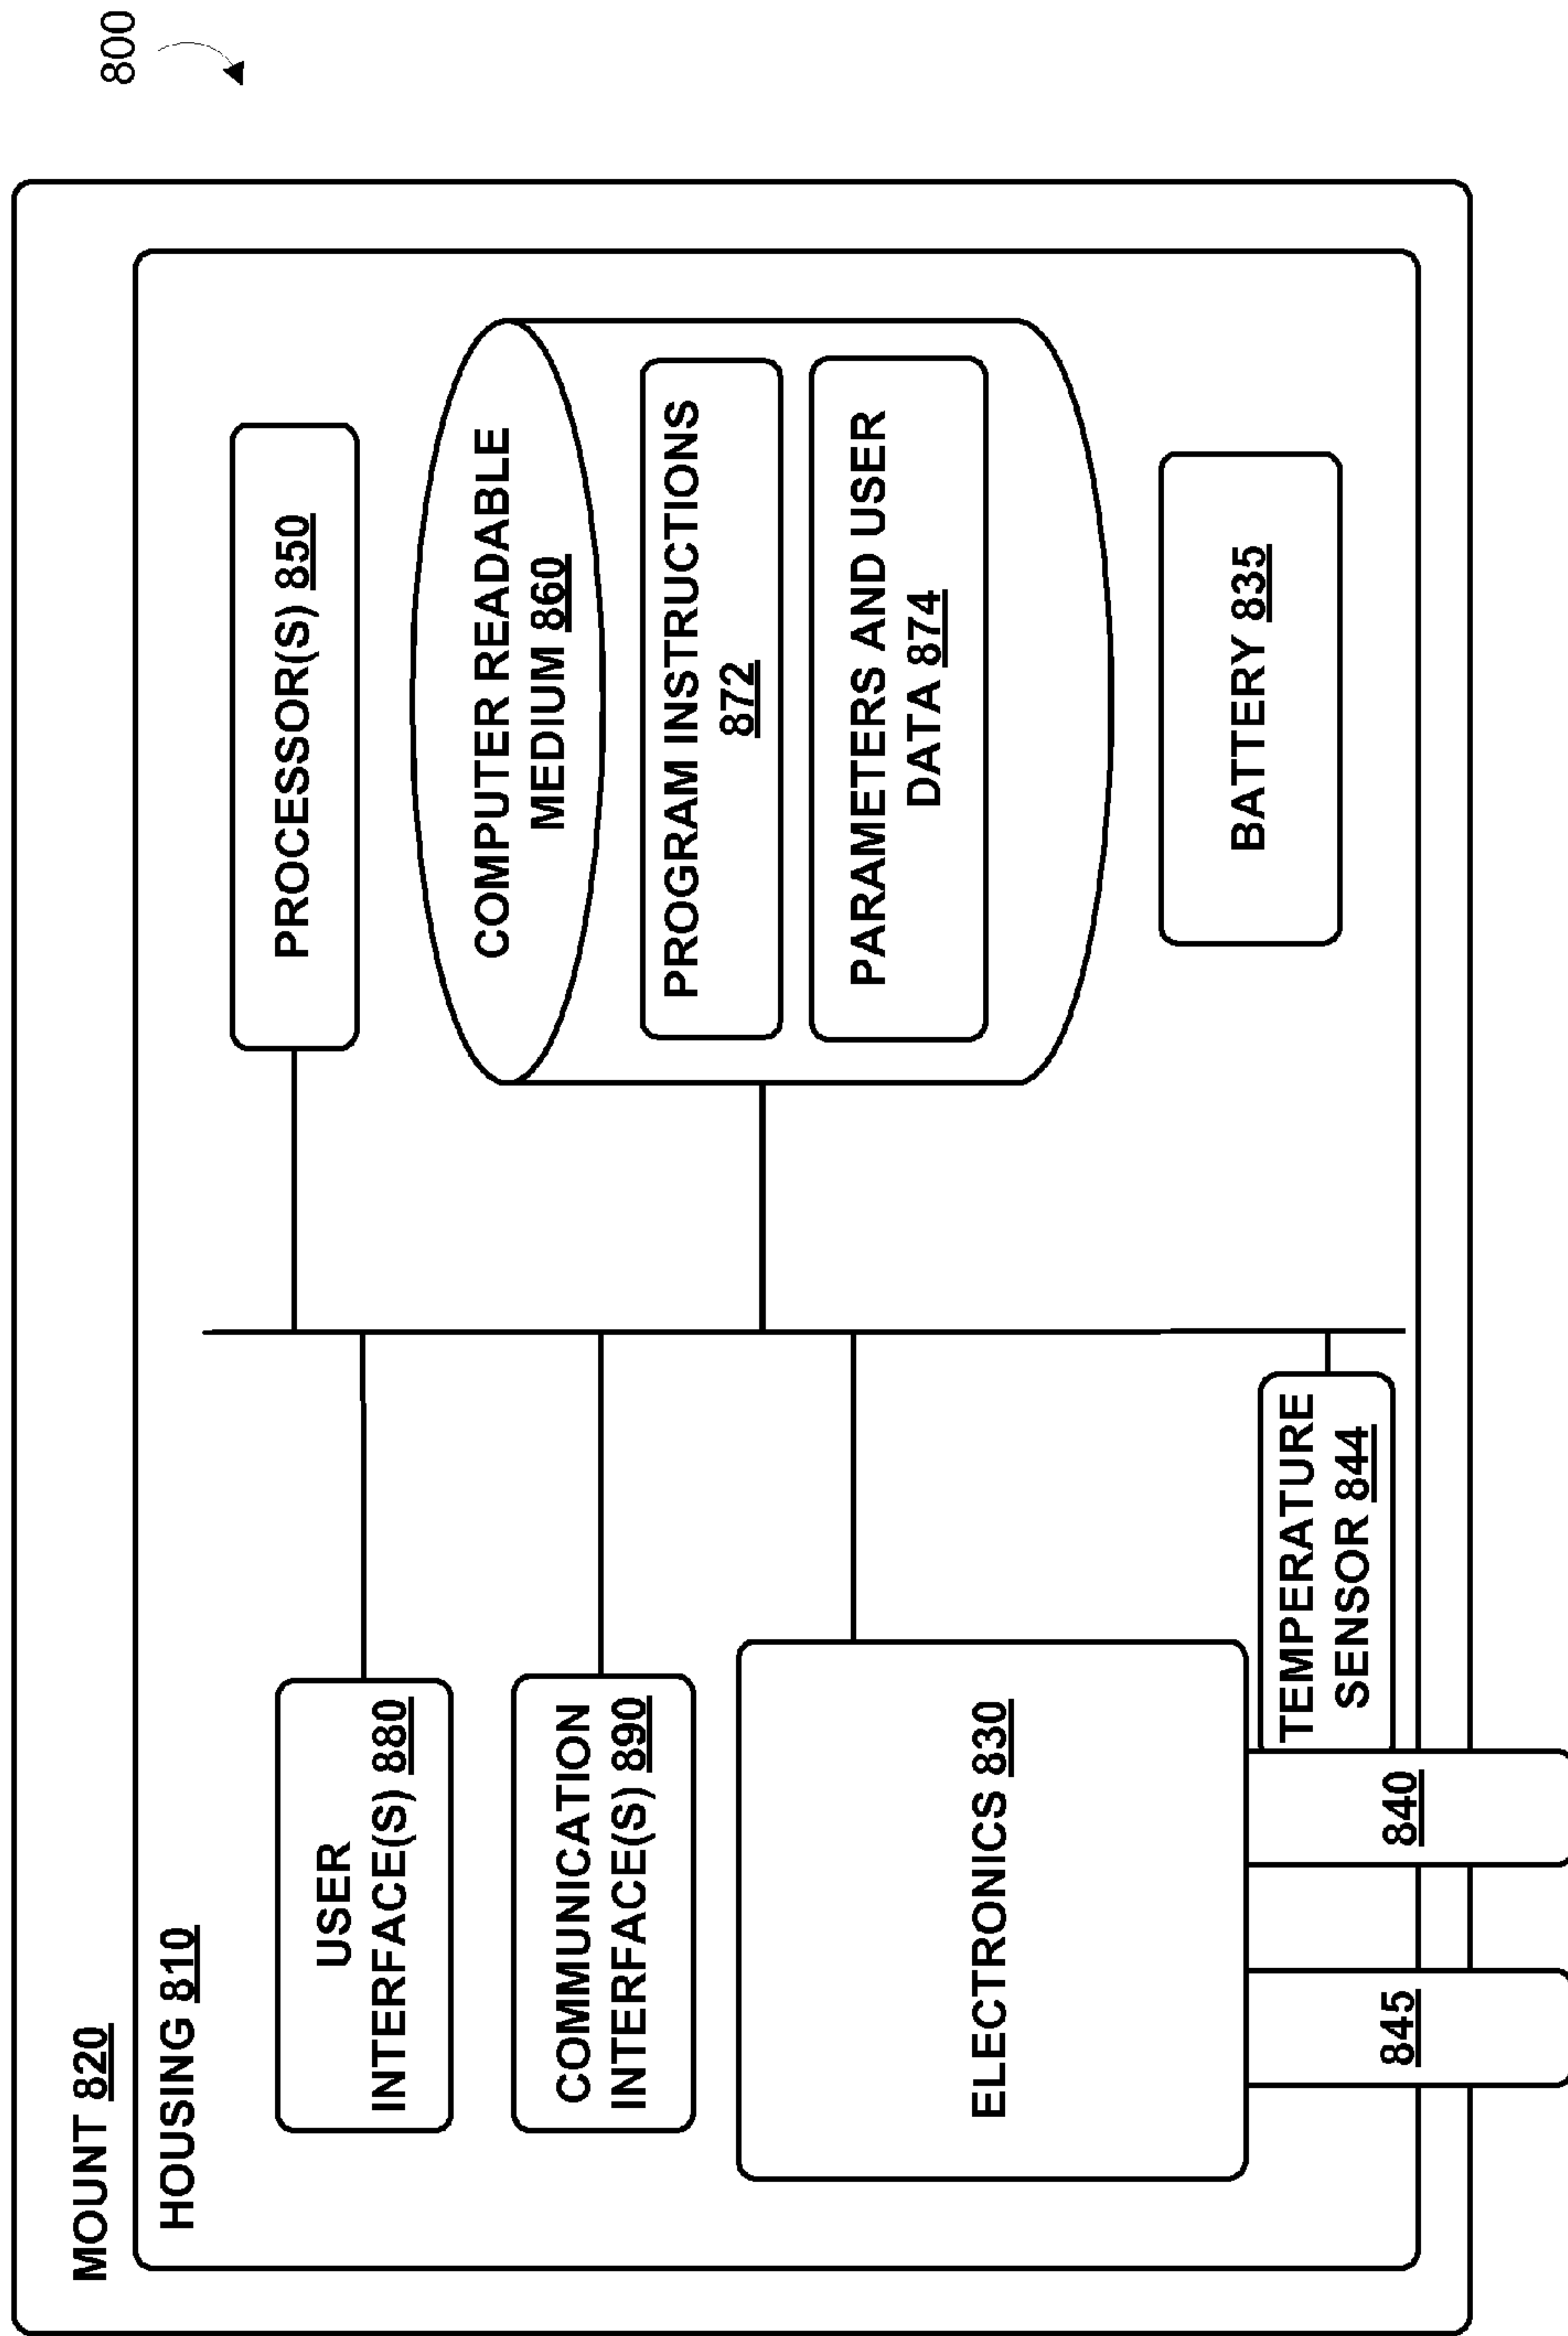 800
MOUNT 820
HOUSING 810
USER
INTERFACE(S) 880
COMMUNICATION
INTERFACE(S) 890
ELECTRONICS 830
TEMPERATURE
SENSOR 844
845
840
PROCESSOR(S) 850
COMPUTER READABLE
MEDIUM 860
PROGRAM INSTRUCTIONS
872
PARAMETERS AND USER
DATA 874
BATTERY 835